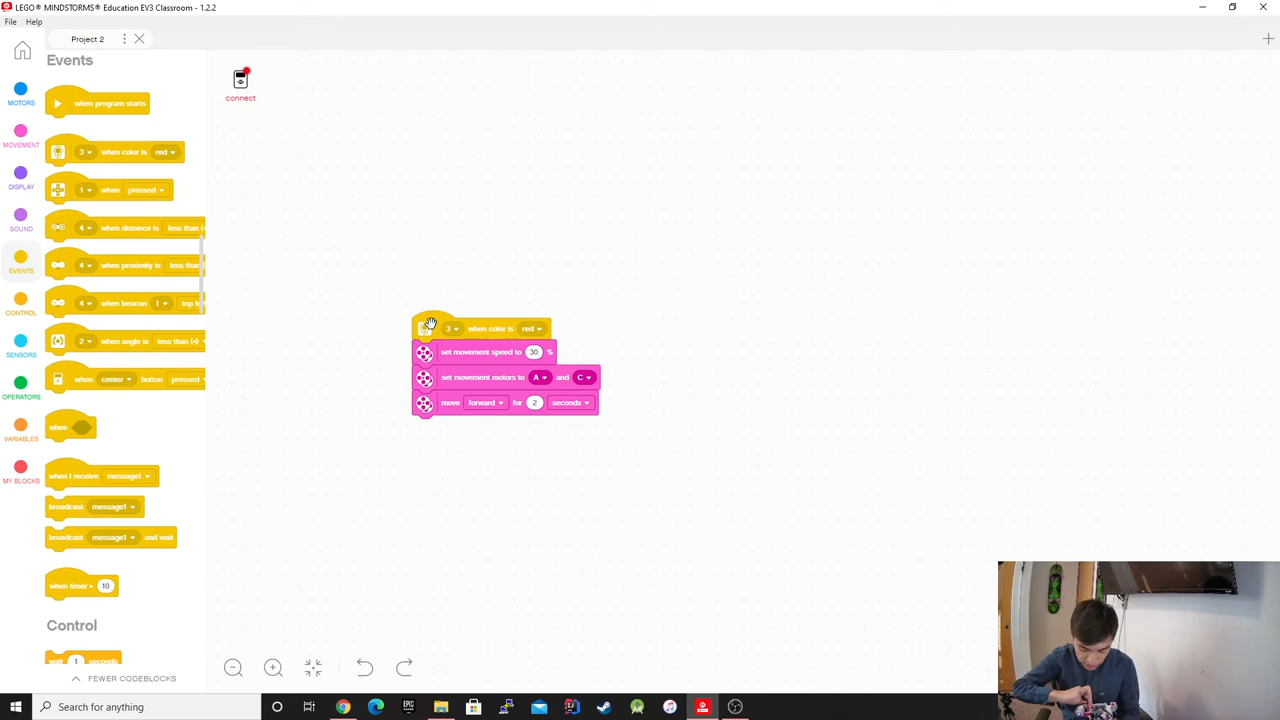 LEGO® MINDSTORMS® Education EV3 Classroom - 1.2.2
File Help
Project 2
Events
connect
when program starts
MOTORS
3 when color is red
MOVEMENT
1 when pressed
DISPLAY
4 when distance is less than (
SOUND
4 when proximity is less than
EVENTS
4 when beacon 1
CONTROL
2 when angle is less than (
SENSORS
when center button pressed
OPERATORS
when
VARIABLES
when I receive message1
MY BLOCKS
broadcast message1
broadcast message1 and wait
when timer > 10
Control
wait 1 seconds
FEWER CODEBLOCKS
3 when color is red
set movement speed to 30 %
set movement motors to A and C
move forward for 2 seconds
Search for anything